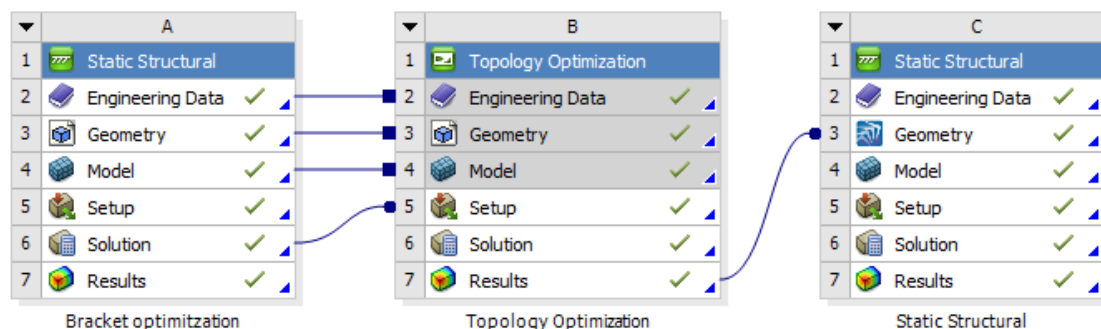 A
1 Static Structural
2 Engineering Data
3 Geometry
4 Model
5 Setup
6 Solution
7 Results
Bracket optimitzation
B
1 Topology Optimization
2 Engineering Data
3 Geometry
4 Model
5 Setup
6 Solution
7 Results
Topology Optimization
C
1 Static Structural
2 Engineering Data
3 Geometry
4 Model
5 Setup
6 Solution
7 Results
Static Structural